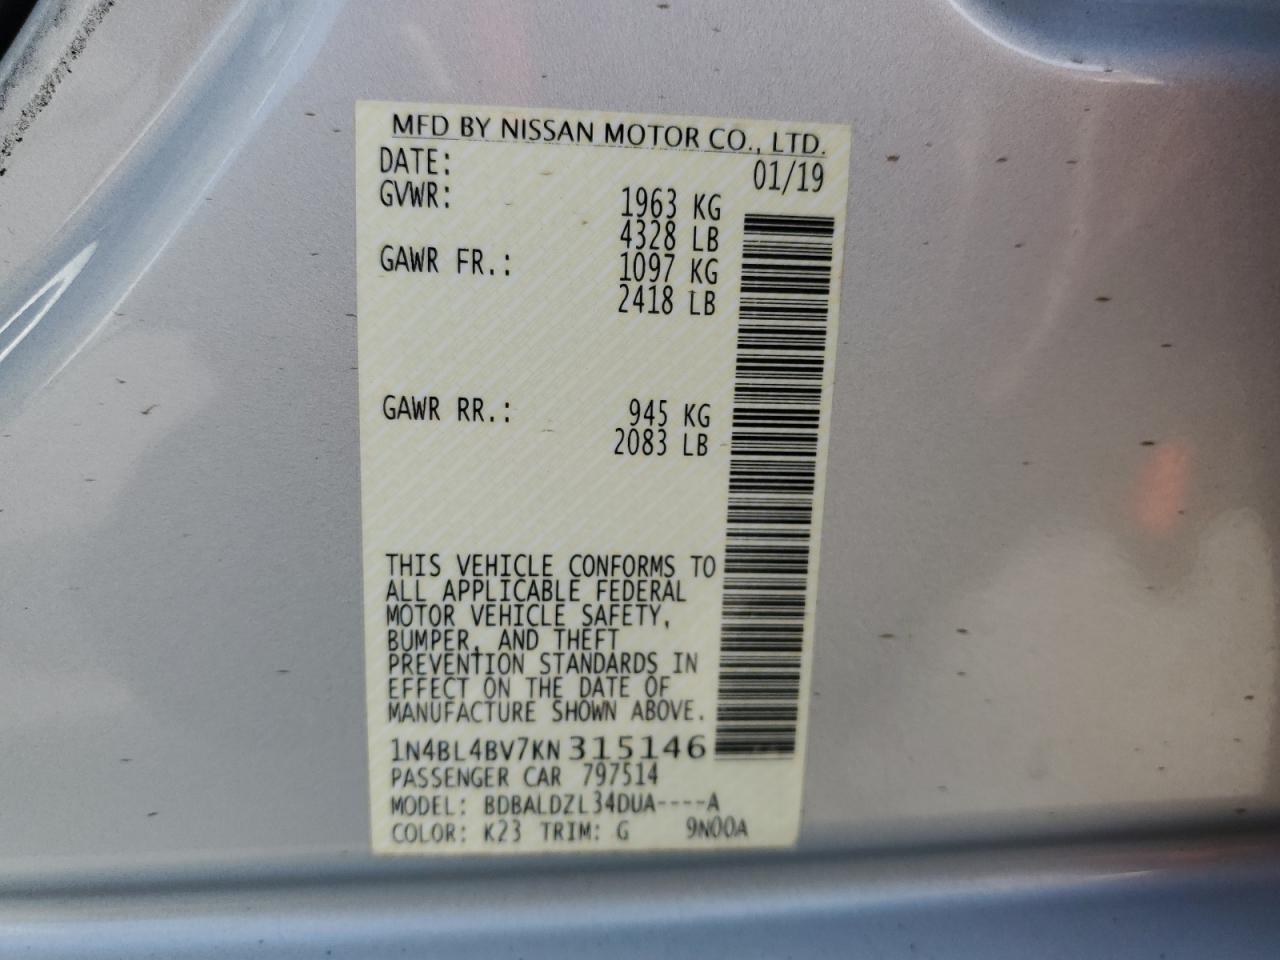 MFD BY NISSAN MOTOR CO., LTD.
DATE: 01/19
GVWR: 1963 KG
4328 LB
GAWR FR.: 1097 KG
2418 LB
GAWR RR.: 945 KG
2083 LB
THIS VEHICLE CONFORMS TO
ALL APPLICABLE FEDERAL
MOTOR VEHICLE SAFETY,
BUMPER, AND THEFT
PREVENTION STANDARDS IN
EFFECT ON THE DATE OF
MANUFACTURE SHOWN ABOVE.
1N4BL4BV7KN315146
PASSENGER CAR 797514
MODEL: BDBALDZL34DUA----A
COLOR: K23 TRIM: G 9N00A